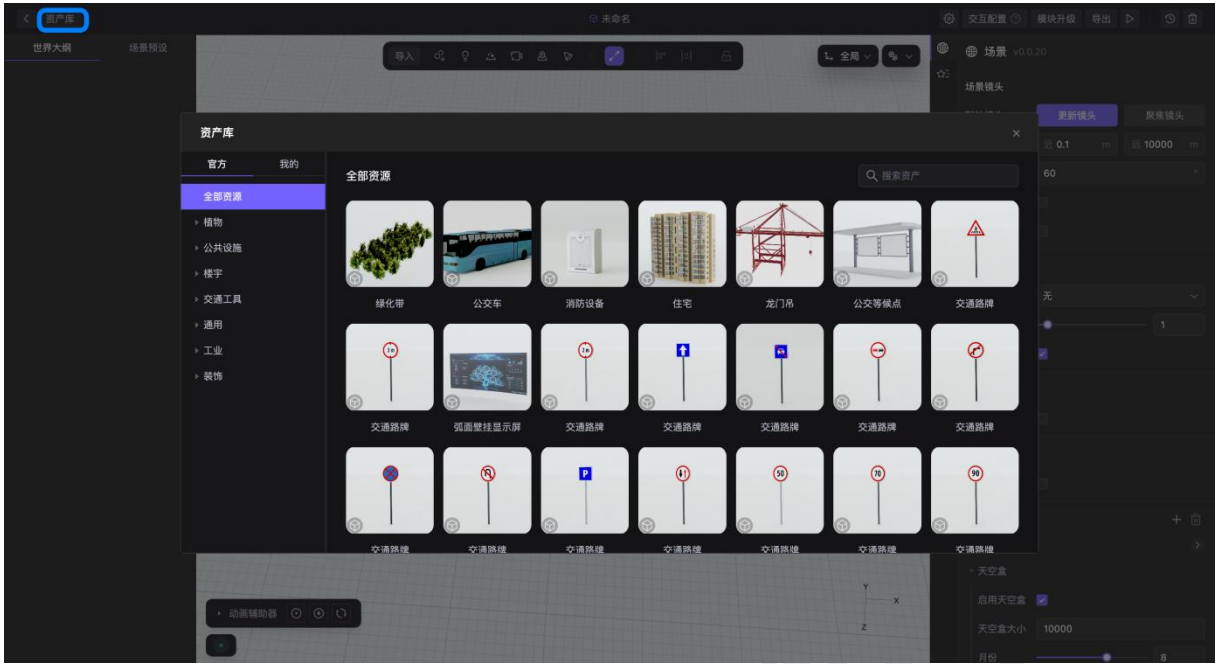 资产库
未命名
交互配置
模块升级
导出
世界大纲
场景预设
导入
全局
场景 v0.0.20
场景镜头
更新镜头
聚焦镜头
近 0.1 m
远 10000 m
60 °
资产库
官方
我的
全部资源
搜索资产
全部资源
植物
公共设施
楼宇
交通工具
通用
工业
装饰
绿化带
公交车
消防设备
住宅
龙门吊
公交等候点
交通路牌
交通路牌
弧面壁挂显示屏
交通路牌
交通路牌
交通路牌
交通路牌
交通路牌
P
50
70
90
交通路牌
交通路牌
交通路牌
交通路牌
交通路牌
交通路牌
交通路牌
无
1
天空盒
启用天空盒
天空盒大小 10000
月份 8
动画辅助器
Y
X
Z